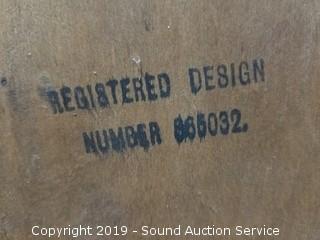 REGISTERED DESIGN
NUMBER 865032.
Copyright 2019 - Sound Auction Service